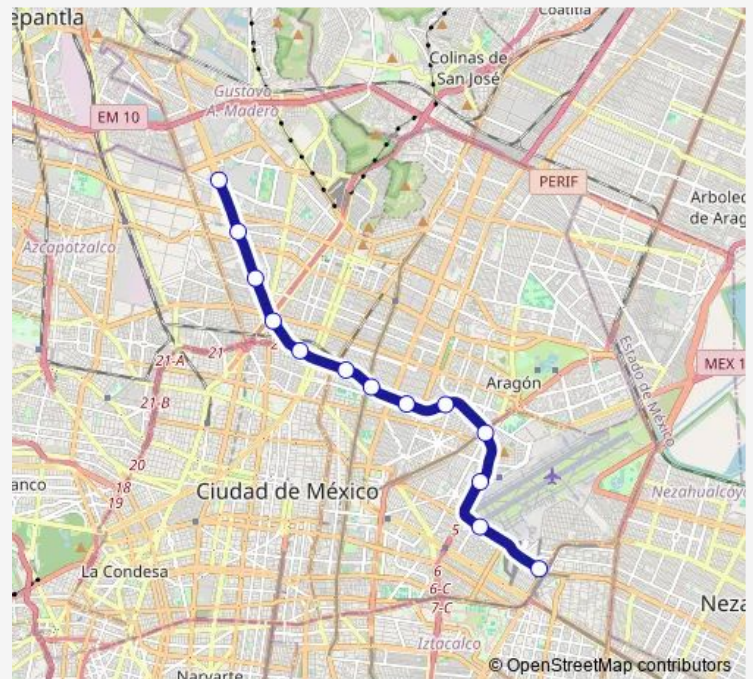 epantla
Coatitla
Colinas de
San José
Gustavo
A. Madero
EM 10
PERIF
Arboled
de Arag
Azcapotzalco
21
2
21-A
Estado de México
MEX 1
Aragón
21-B
20
anco
18
19
Ciudad de México
Nezahualcóy
5
La Condesa
6
6-C
7-C
Neza
Iztacalco
Narvarte
© OpenStreetMap contributors